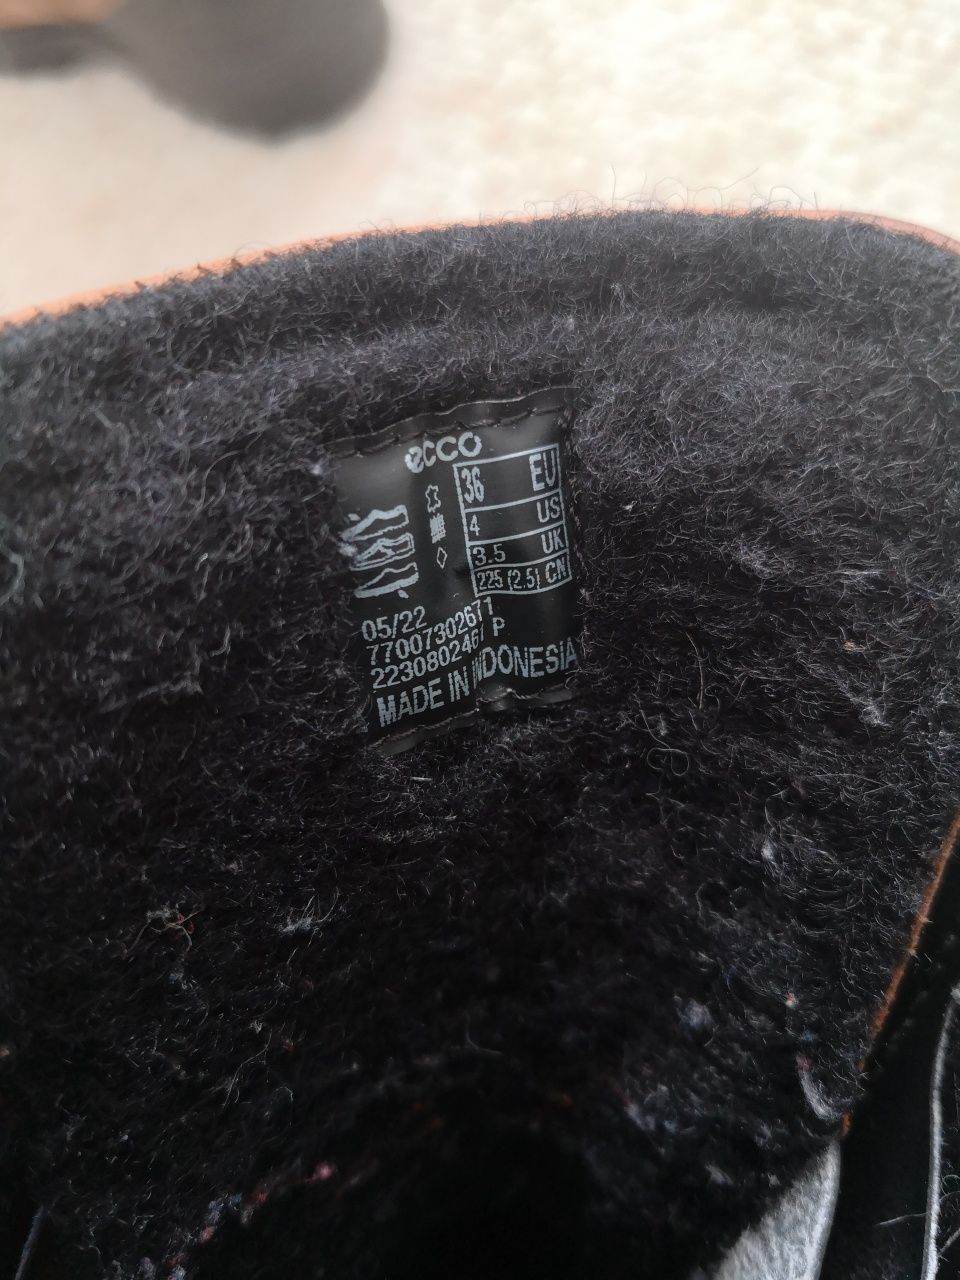 ecco
36 EU
4 US
3.5 UK
225 (2.5) CN
05/22
77007302671
2230802461 P
MADE IN INDONESIA